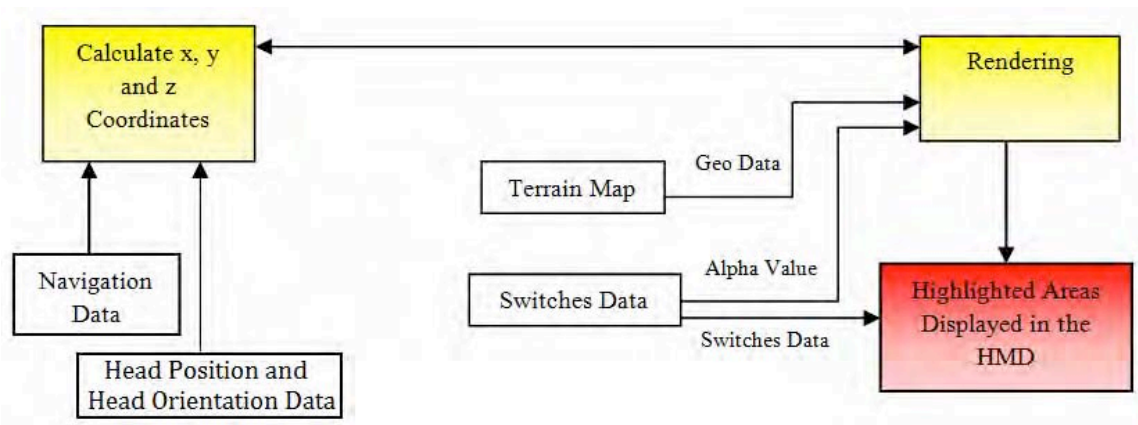 Calculate x, y
and z
Coordinates
Rendering
Geo Data
Terrain Map
Navigation
Data
Alpha Value
Switches Data
Switches Data
Highlighted Areas
Displayed in the
HMD
Head Position and
Head Orientation Data